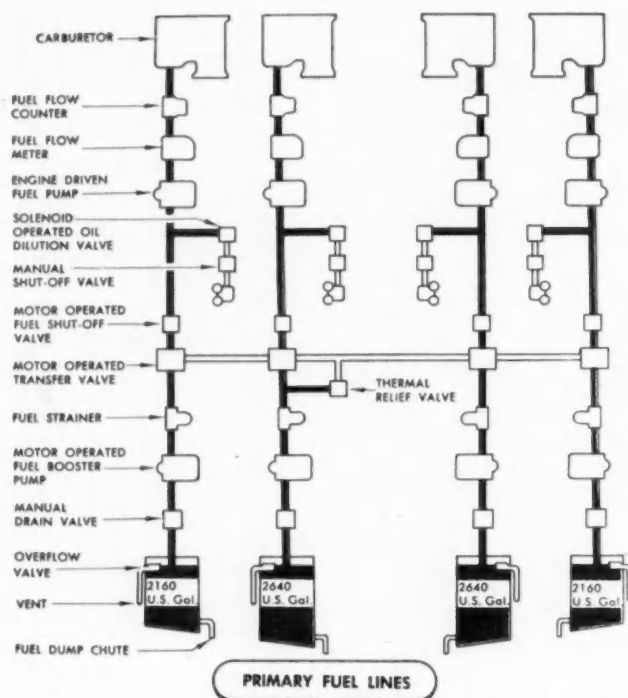 CARBURETOR
FUEL FLOW
COUNTER
FUEL FLOW
METER
ENGINE DRIVEN
FUEL PUMP
SOLENOID
OPERATED OIL
DILUTION VALVE
MANUAL
SHUT-OFF VALVE
MOTOR OPERATED
FUEL SHUT-OFF
VALVE
MOTOR OPERATED
TRANSFER VALVE
THERMAL
RELIEF VALVE
FUEL STRAINER
MOTOR OPERATED
FUEL BOOSTER
PUMP
MANUAL
DRAIN VALVE
OVERFLOW
VALVE
VENT
FUEL DUMP CHUTE
2160
U.S. Gal.
2640
U.S. Gal.
2640
U.S. Gal.
2160
U.S. Gal.
PRIMARY FUEL LINES